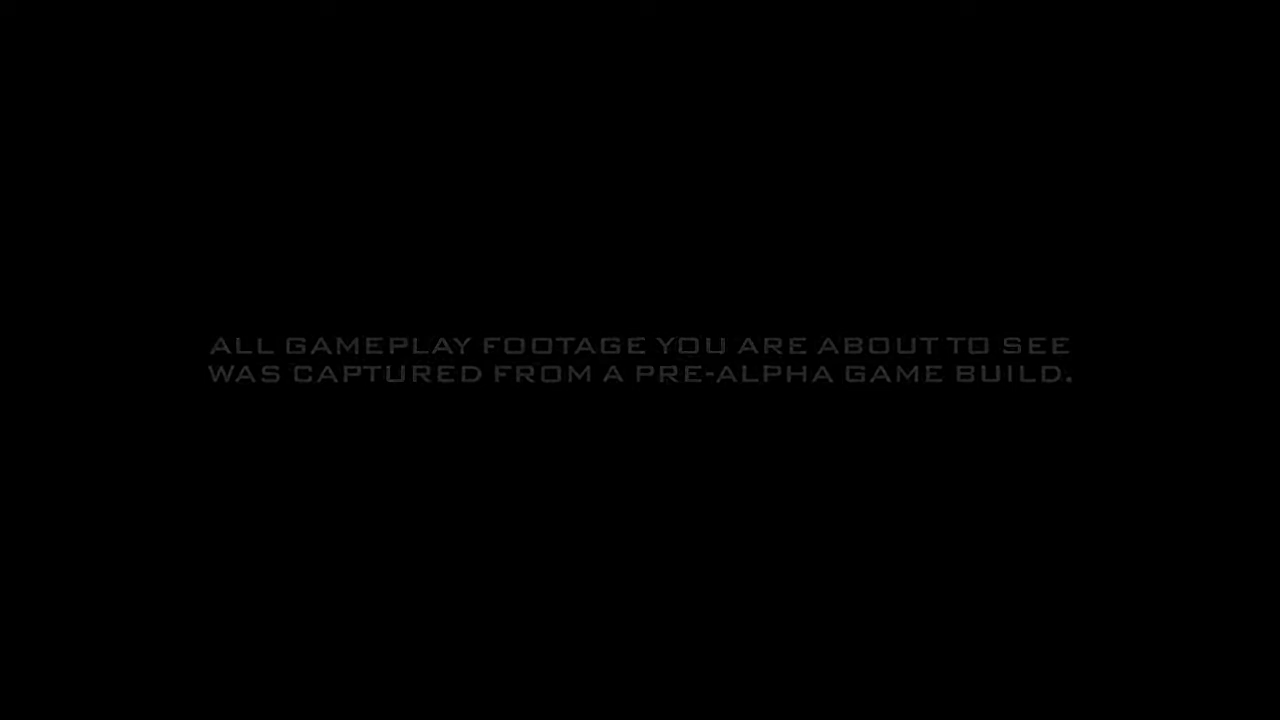 ALL GAMEPLAY FOOTAGE YOU ARE ABOUT TO SEE
WAS CAPTURED FROM A PRE-ALPHA GAME BUILD.